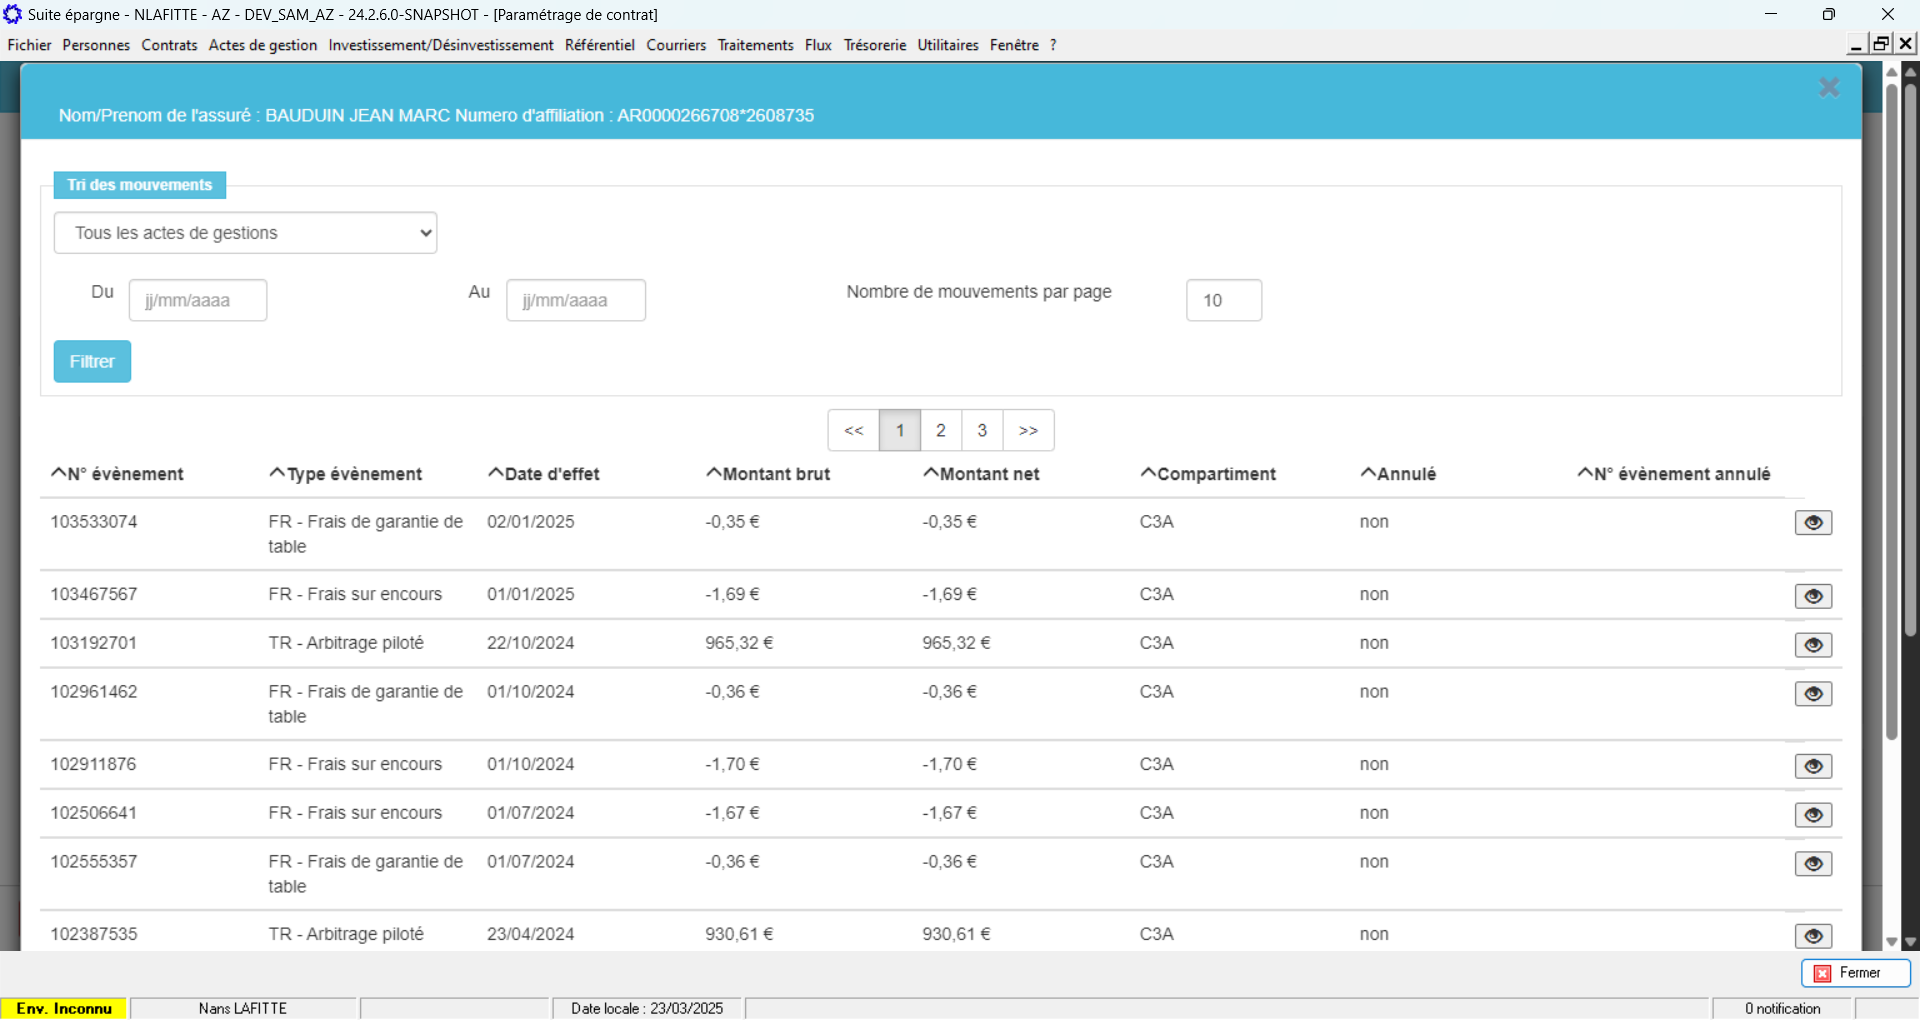 Suite épargne - NLAFITTE - AZ - DEV_SAM_AZ - 24.2.6.0-SNAPSHOT - [Paramétrage de contrat]
Fichier Personnes Contrats Actes de gestion Investissement/Désinvestissement Référentiel Courriers Traitements Flux Trésorerie Utilitaires Fenêtre ?
Nom/Prenom de l'assuré : BAUDUIN JEAN MARC Numero d'affiliation : AR0000266708*2608735
Tri des mouvements
Tous les actes de gestions
Du jj/mm/aaaa Au jj/mm/aaaa Nombre de mouvements par page 10
Filtrer
<< 1 2 3 >>
N° évènement Type évènement Date d'effet Montant brut Montant net Compartiment Annulé N° évènement annulé
103533074 FR - Frais de garantie de 02/01/2025 -0,35 € -0,35 € C3A non
table
103467567 FR - Frais sur encours 01/01/2025 -1,69 € -1,69 € C3A non
103192701 TR - Arbitrage piloté 22/10/2024 965,32 € 965,32 € C3A non
102961462 FR - Frais de garantie de 01/10/2024 -0,36 € -0,36 € C3A non
table
102911876 FR - Frais sur encours 01/10/2024 -1,70 € -1,70 € C3A non
102506641 FR - Frais sur encours 01/07/2024 -1,67 € -1,67 € C3A non
102555357 FR - Frais de garantie de 01/07/2024 -0,36 € -0,36 € C3A non
table
102387535 TR - Arbitrage piloté 23/04/2024 930,61 € 930,61 € C3A non
Fermer
Env. Inconnu Nans LAFITTE Date locale : 23/03/2025 0 notification